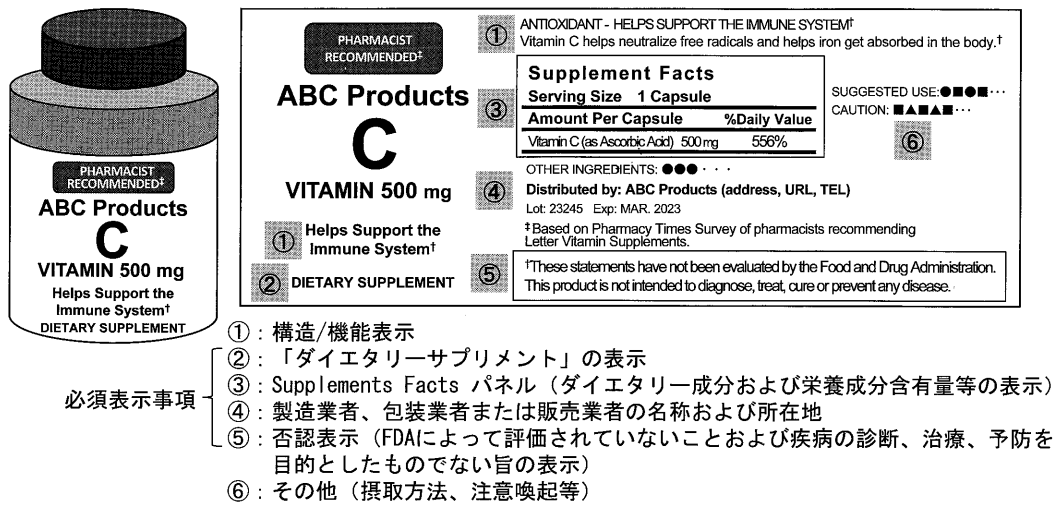 PHARMACIST
RECOMMENDED‡
ABC Products
C
VITAMIN 500 mg
Helps Support the
Immune System†
DIETARY SUPPLEMENT
PHARMACIST
RECOMMENDED‡
ABC Products
C
VITAMIN 500 mg
① Helps Support the
Immune System†
② DIETARY SUPPLEMENT
① ANTIOXIDANT - HELPS SUPPORT THE IMMUNE SYSTEM†
Vitamin C helps neutralize free radicals and helps iron get absorbed in the body.†
③ Supplement Facts
Serving Size 1 Capsule
Amount Per Capsule %Daily Value
Vitamin C (as Ascorbic Acid) 500 mg 556%
OTHER INGREDIENTS: ●●● · · ·
④ Distributed by: ABC Products (address, URL, TEL)
Lot: 23245 Exp: MAR. 2023
‡Based on Pharmacy Times Survey of pharmacists recommending
Letter Vitamin Supplements.
⑤ †These statements have not been evaluated by the Food and Drug Administration.
This product is not intended to diagnose, treat, cure or prevent any disease.
SUGGESTED USE:●■●■···
CAUTION: ■▲■▲■···
⑥
①：構造/機能表示
必須表示事項
②：「ダイエタリーサプリメント」の表示
③：Supplements Facts パネル（ダイエタリー成分および栄養成分含有量等の表示）
④：製造業者、包装業者または販売業者の名称および所在地
⑤：否認表示（FDAによって評価されていないことおよび疾病の診断、治療、予防を
目的としたものでない旨の表示）
⑥：その他（摂取方法、注意喚起等）